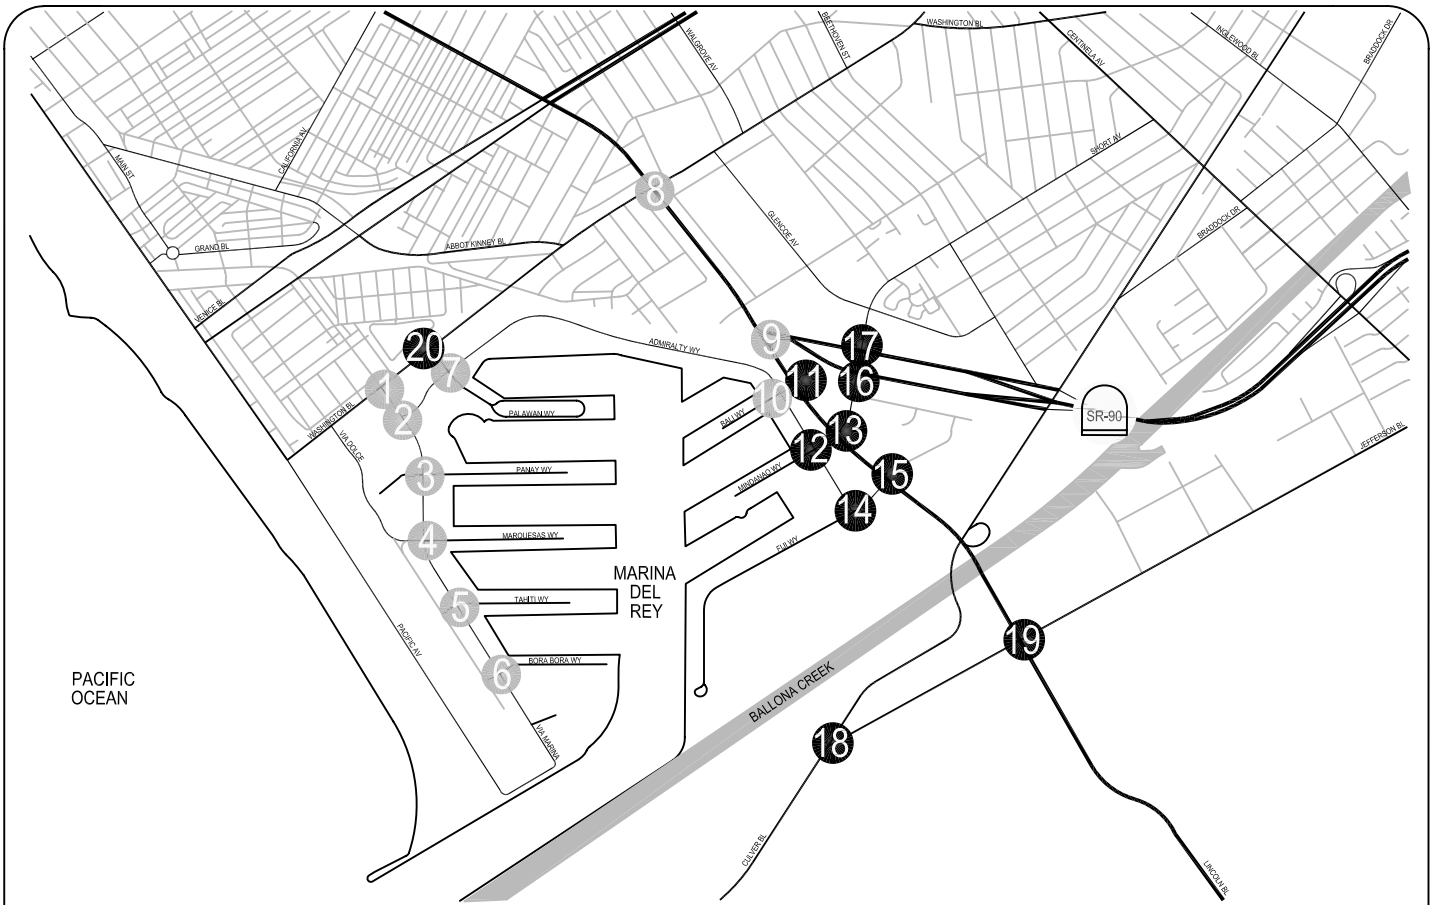 WASHINGTON BL
BEETHOVEN ST
WALGROVE AV
CENTINELA AV
INGLEWOOD BL
BRADDOCK DR
CALIFORNIA AV
MAIN ST
SHORT AV
8
GLENCOE AV
BRADDOCK DR
GRAND BL
ABBOT KINNEY BL
VENICE BL
20
7
ADMIRALTY WY
9
17
1
11
16
10
2
SR-90
WASHINGTON BL
PALAWAN WY
BALI WY
13
JEFFERSON BL
VIA DOLCE
12
3
PANAY WY
MINDANAO WY
15
14
4
MARQUESAS WY
FIJI WY
MARINA
DEL
REY
5
TAHITI WY
PACIFIC AV
19
6
BORA BORA WY
PACIFIC
OCEAN
BALLONA CREEK
VIA MARINA
18
CULVER BL
LINCOLN BL